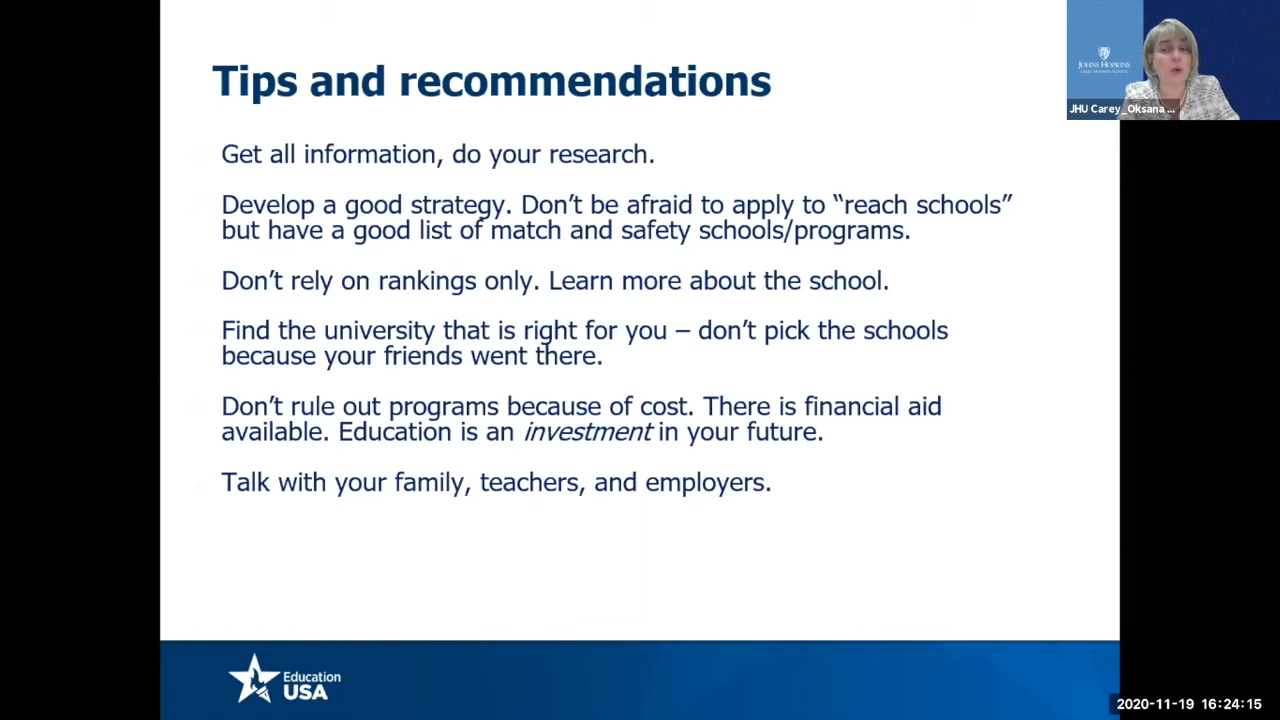 Tips and recommendations
Get all information, do your research.
Develop a good strategy. Don’t be afraid to apply to “reach schools”
but have a good list of match and safety schools/programs.
Don’t rely on rankings only. Learn more about the school.
Find the university that is right for you – don’t pick the schools
because your friends went there.
Don’t rule out programs because of cost. There is financial aid
available. Education is an investment in your future.
Talk with your family, teachers, and employers.
Education
USA
JOHNS HOPKINS
JHU Carey_Oksana ...
2020-11-19 16:24:15